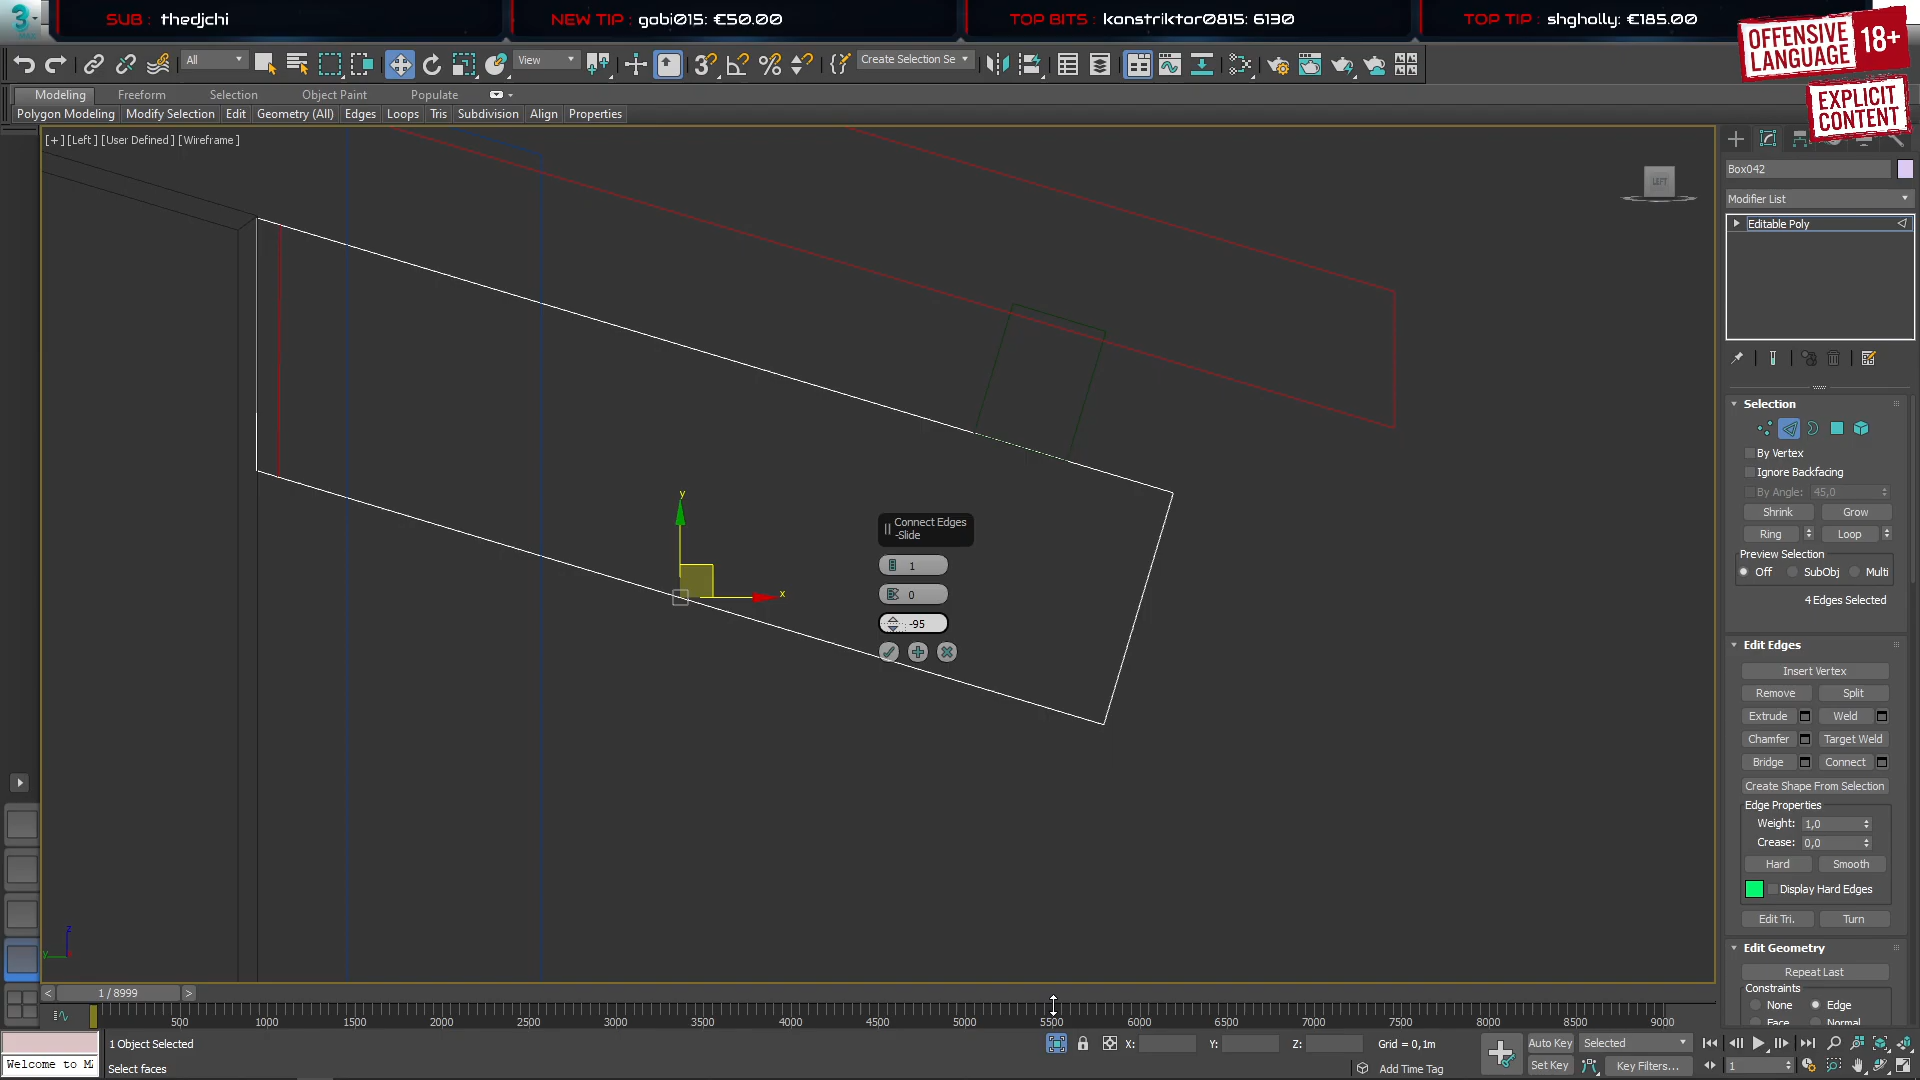 SUB : thedjchi
NEW TIP : gobi015: €50.00
TOP BITS : konstriktor0815: 6130
TOP TIP : shgholly: €185.00
OFFENSIVE LANGUAGE 18+
EXPLICIT CONTENT
3
MAX
All
View
Create Selection Se
Modeling
Freeform
Selection
Object Paint
Populate
Polygon Modeling
Modify Selection
Edit
Geometry (All)
Edges
Loops
Tris
Subdivision
Align
Properties
[+] [Left] [User Defined] [Wireframe]
LEFT
Box042
Modifier List
Editable Poly
Selection
By Vertex
Ignore Backfacing
By Angle: 45,0
Shrink
Grow
Ring
Loop
Preview Selection
Off
SubObj
Multi
4 Edges Selected
Edit Edges
Insert Vertex
Remove
Split
Extrude
Weld
Chamfer
Target Weld
Bridge
Connect
Create Shape From Selection
Edge Properties
Weight: 1,0
Crease: 0,0
Hard
Smooth
Display Hard Edges
Edit Tri.
Turn
Edit Geometry
Repeat Last
Constraints
None
Edge
Face
Normal
y
x
Connect Edges
-Slide
1
0
-95
z
y
< 1 / 8999 >
500 1000 1500 2000 2500 3000 3500 4000 4500 5000 5500 6000 6500 7000 7500 8000 8500 9000
1 Object Selected
X:
Y:
Z:
Grid = 0,1m
Auto Key
Selected
Welcome to M
Select faces
Add Time Tag
Set Key
Key Filters...
1